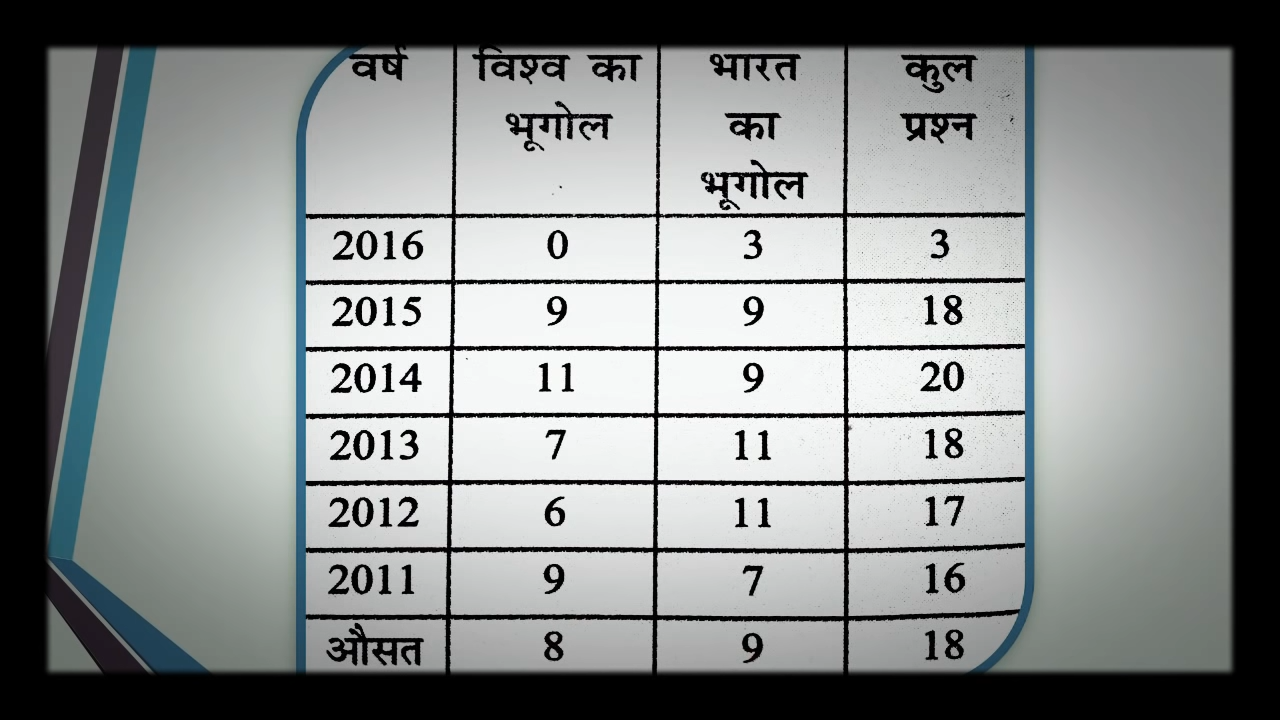 वर्ष विश्व का भूगोल भारत का भूगोल कुल प्रश्न
2016 0 3 3
2015 9 9 18
2014 11 9 20
2013 7 11 18
2012 6 11 17
2011 9 7 16
औसत 8 9 18